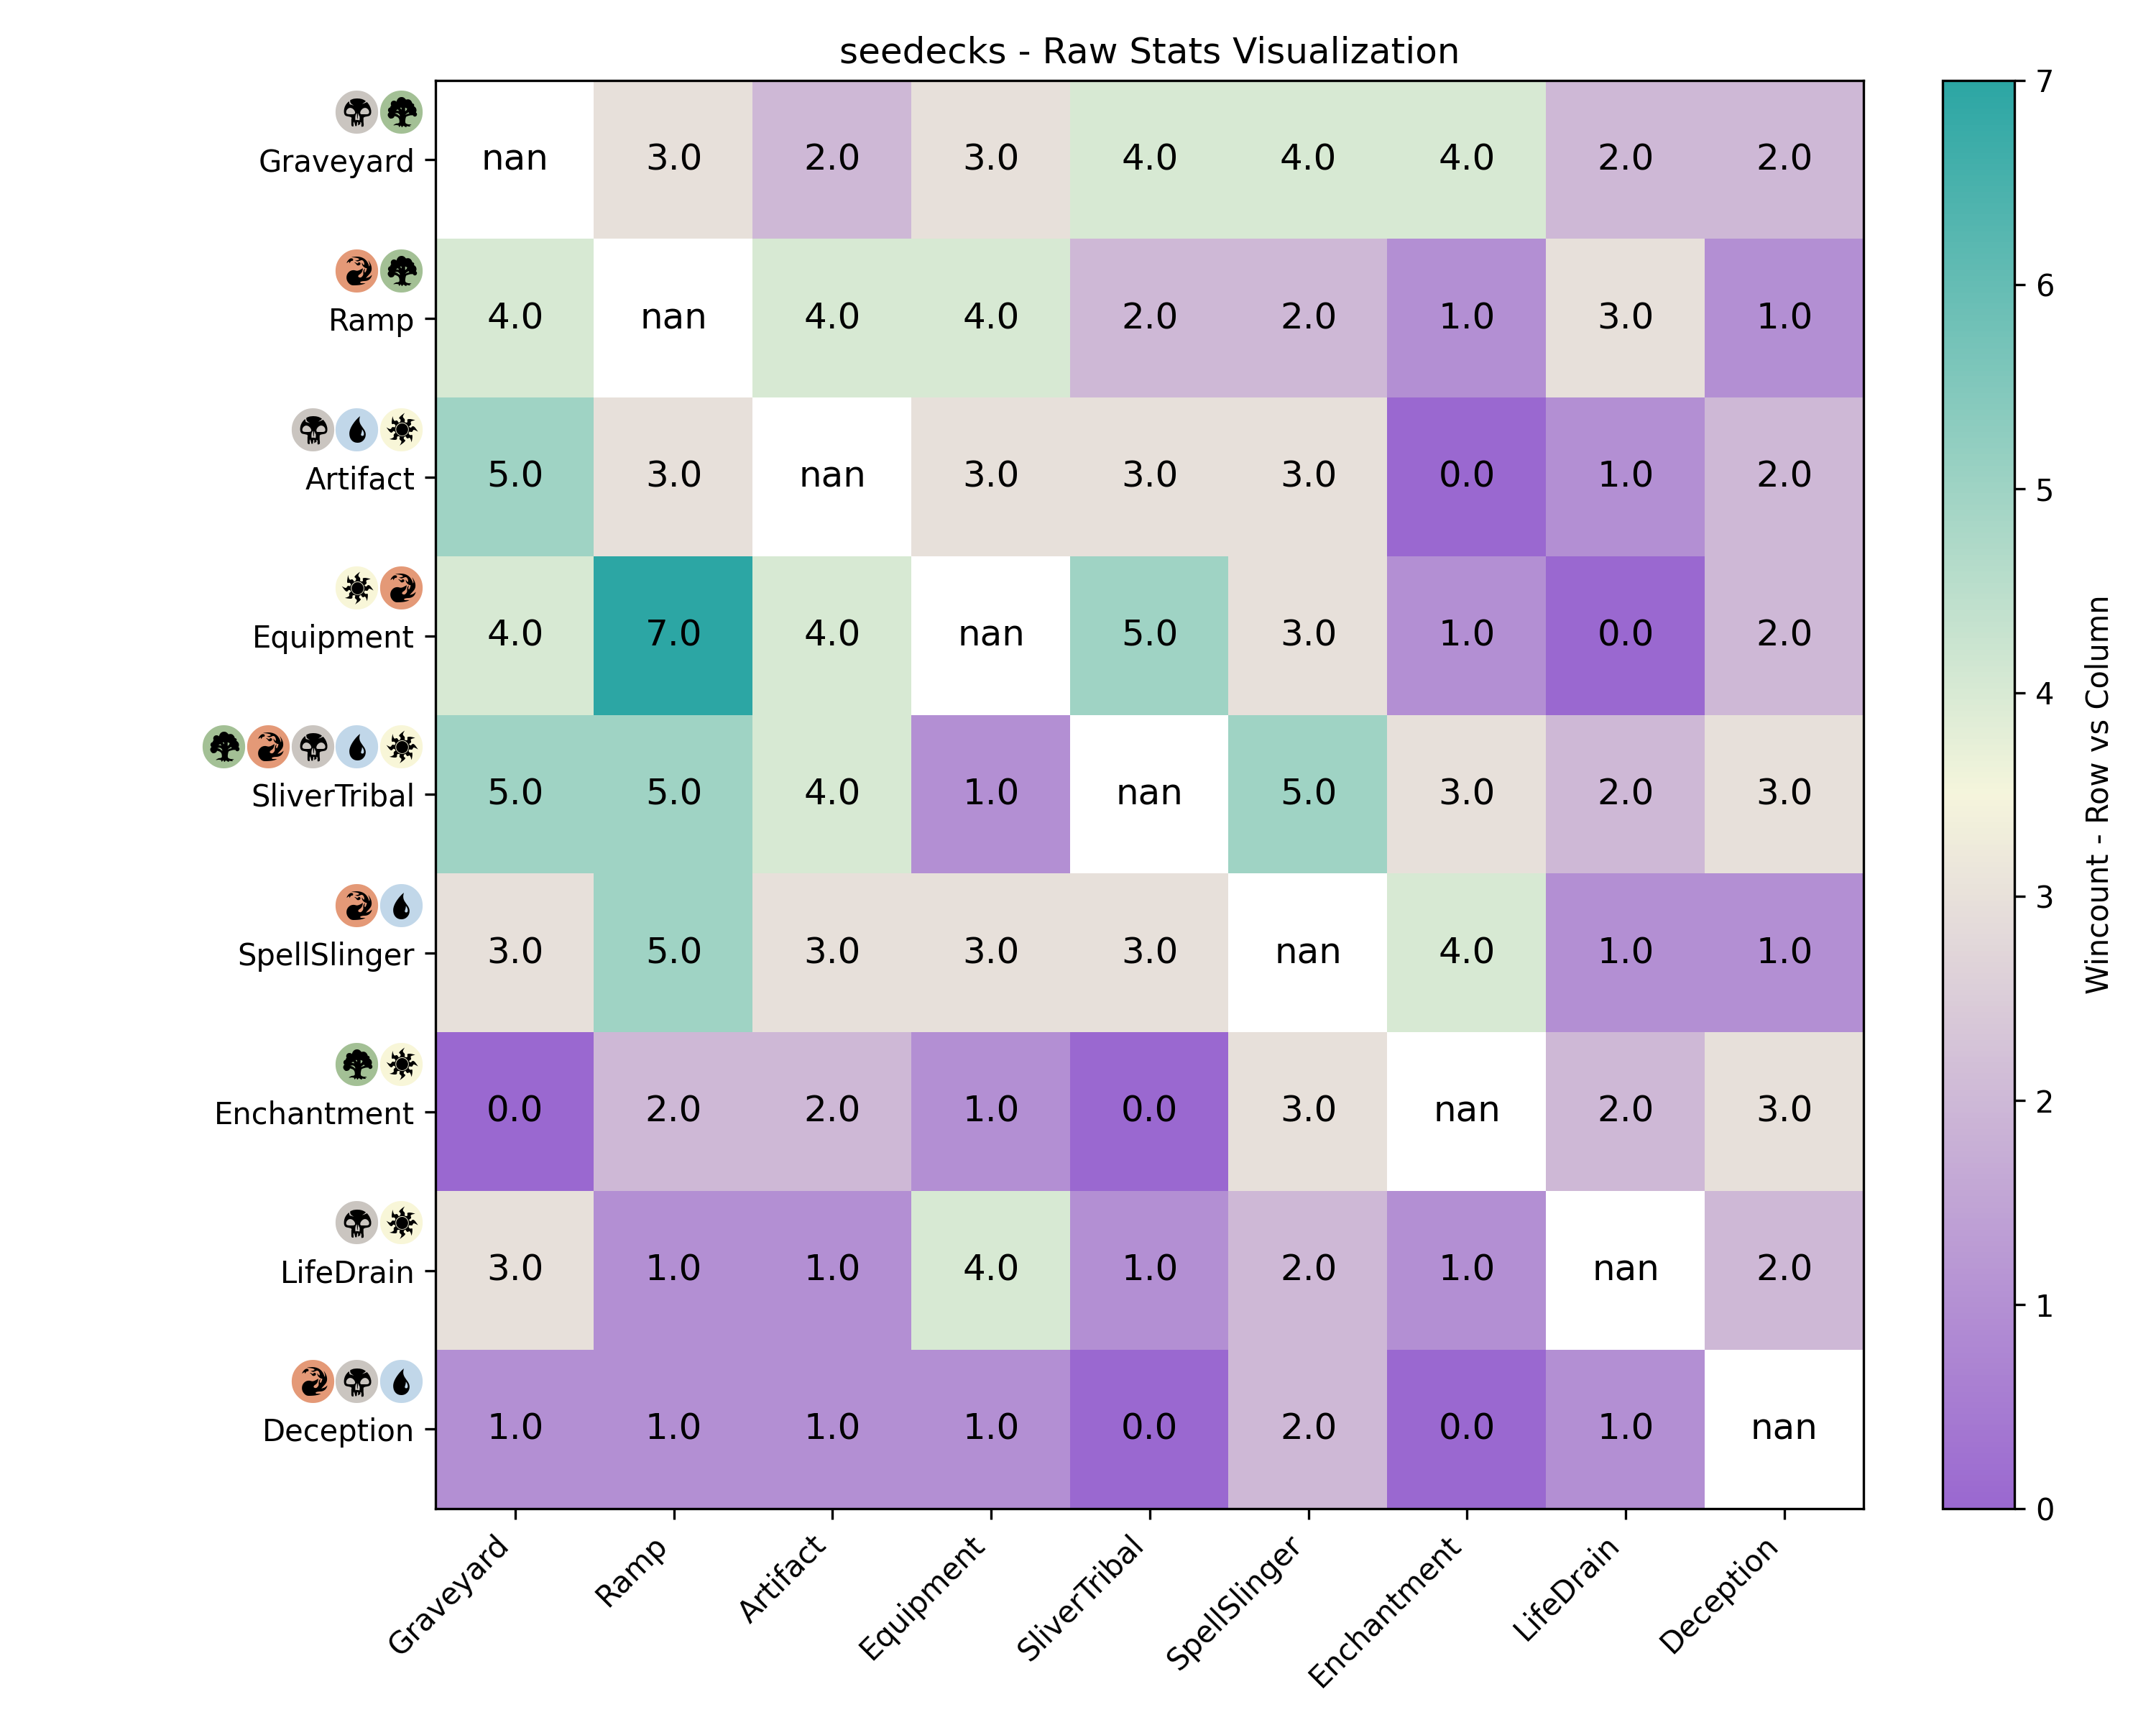 seedecks - Raw Stats Visualization
Graveyard nan 3.0 2.0 3.0 4.0 4.0 4.0 2.0 2.0
Ramp 4.0 nan 4.0 4.0 2.0 2.0 1.0 3.0 1.0
Artifact 5.0 3.0 nan 3.0 3.0 3.0 0.0 1.0 2.0
Equipment 4.0 7.0 4.0 nan 5.0 3.0 1.0 0.0 2.0
SliverTribal 5.0 5.0 4.0 1.0 nan 5.0 3.0 2.0 3.0
SpellSlinger 3.0 5.0 3.0 3.0 3.0 nan 4.0 1.0 1.0
Enchantment 0.0 2.0 2.0 1.0 0.0 3.0 nan 2.0 3.0
LifeDrain 3.0 1.0 1.0 4.0 1.0 2.0 1.0 nan 2.0
Deception 1.0 1.0 1.0 1.0 0.0 2.0 0.0 1.0 nan
Graveyard Ramp Artifact Equipment SliverTribal SpellSlinger Enchantment LifeDrain Deception
7
6
5
4
3
2
1
0
Wincount - Row vs Column